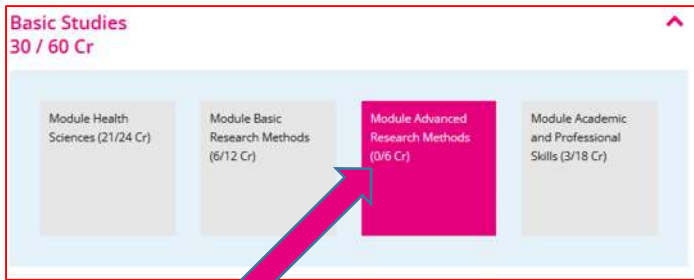 Basic Studies
30 / 60 Cr
Module Health
Sciences (21/24 Cr)
Module Basic
Research Methods
(6/12 Cr)
Module Advanced
Research Methods
(0/6 Cr)
Module Academic
and Professional
Skills (3/18 Cr)